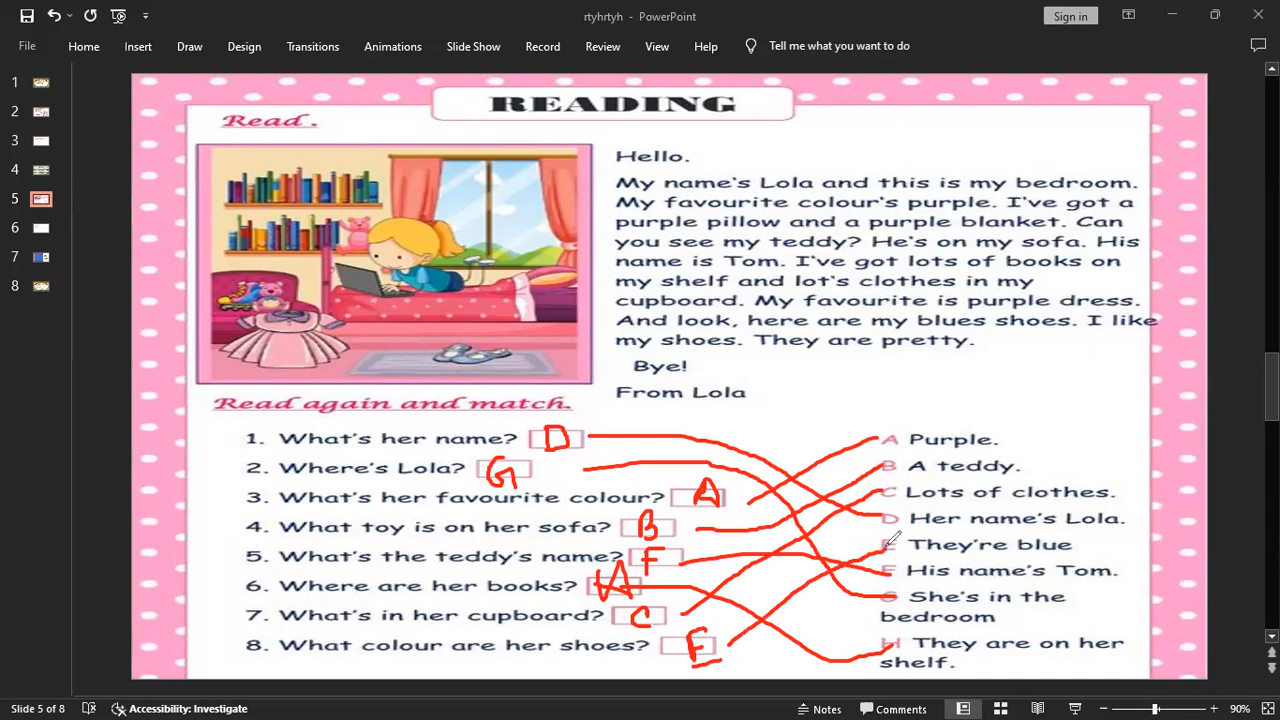 rtyhrtyh - PowerPoint
Sign in
File Home Insert Draw Design Transitions Animations Slide Show Record Review View Help Tell me what you want to do
1
2
3
4
5
6
7
8
READING
Read .
Hello.
My name's Lola and this is my bedroom.
My favourite colour's purple. I've got a
purple pillow and a purple blanket. Can
you see my teddy? He's on my sofa. His
name is Tom. I've got lots of books on
my shelf and lot's clothes in my
cupboard. My favourite is purple dress.
And look, here are my blues shoes. I like
my shoes. They are pretty.
Bye!
From Lola
Read again and match.
1. What's her name? D
2. Where's Lola? G
3. What's her favourite colour? A
4. What toy is on her sofa? B
5. What's the teddy's name? F
6. Where are her books?
7. What's in her cupboard? C
8. What colour are her shoes? E
A Purple.
B A teddy.
C Lots of clothes.
D Her name's Lola.
E They're blue
F His name's Tom.
G She's in the
bedroom
H They are on her
shelf.
Slide 5 of 8 Accessibility: Investigate Notes Comments 90%